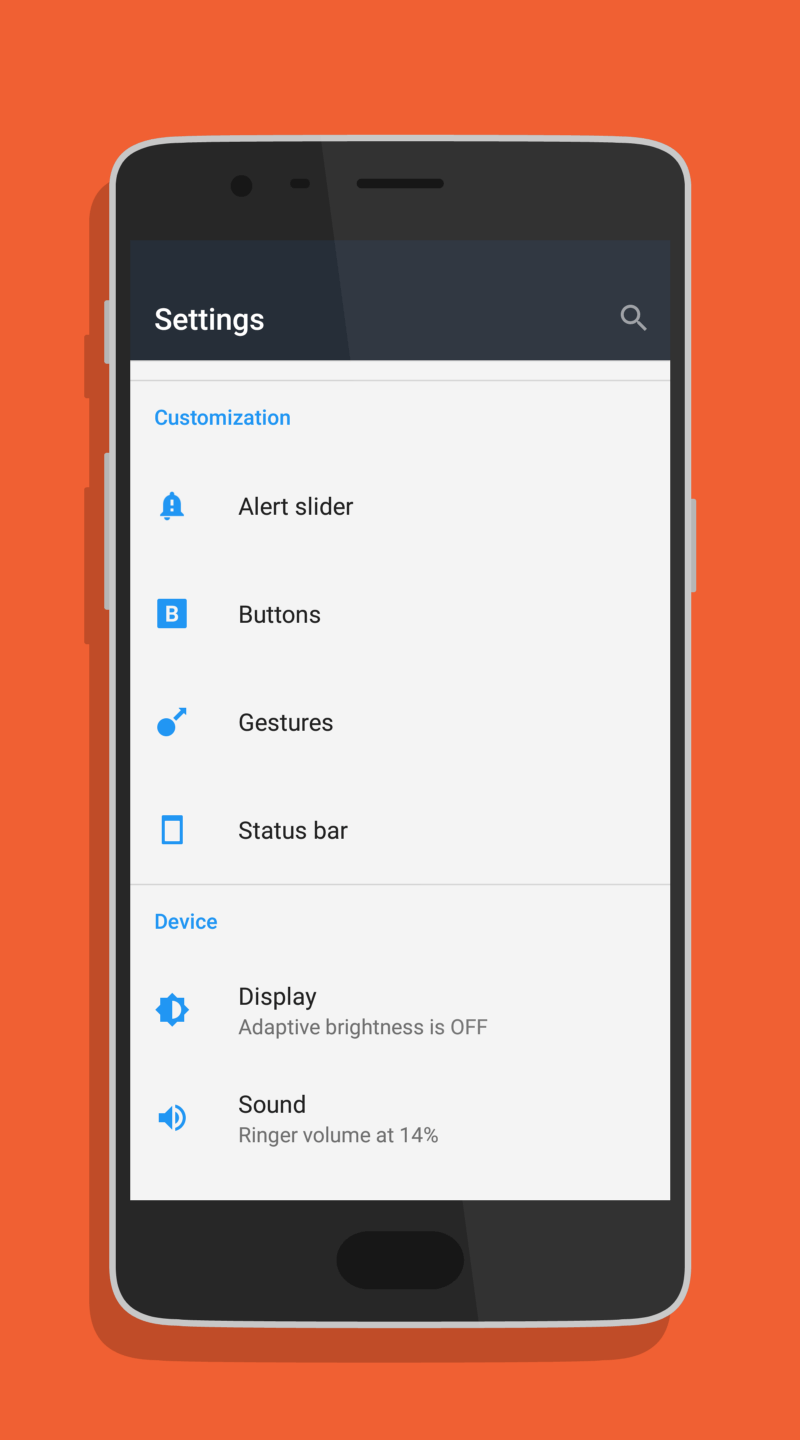 Settings
Customization
Alert slider
B
Buttons
Gestures
Status bar
Device
Display
Adaptive brightness is OFF
Sound
Ringer volume at 14%